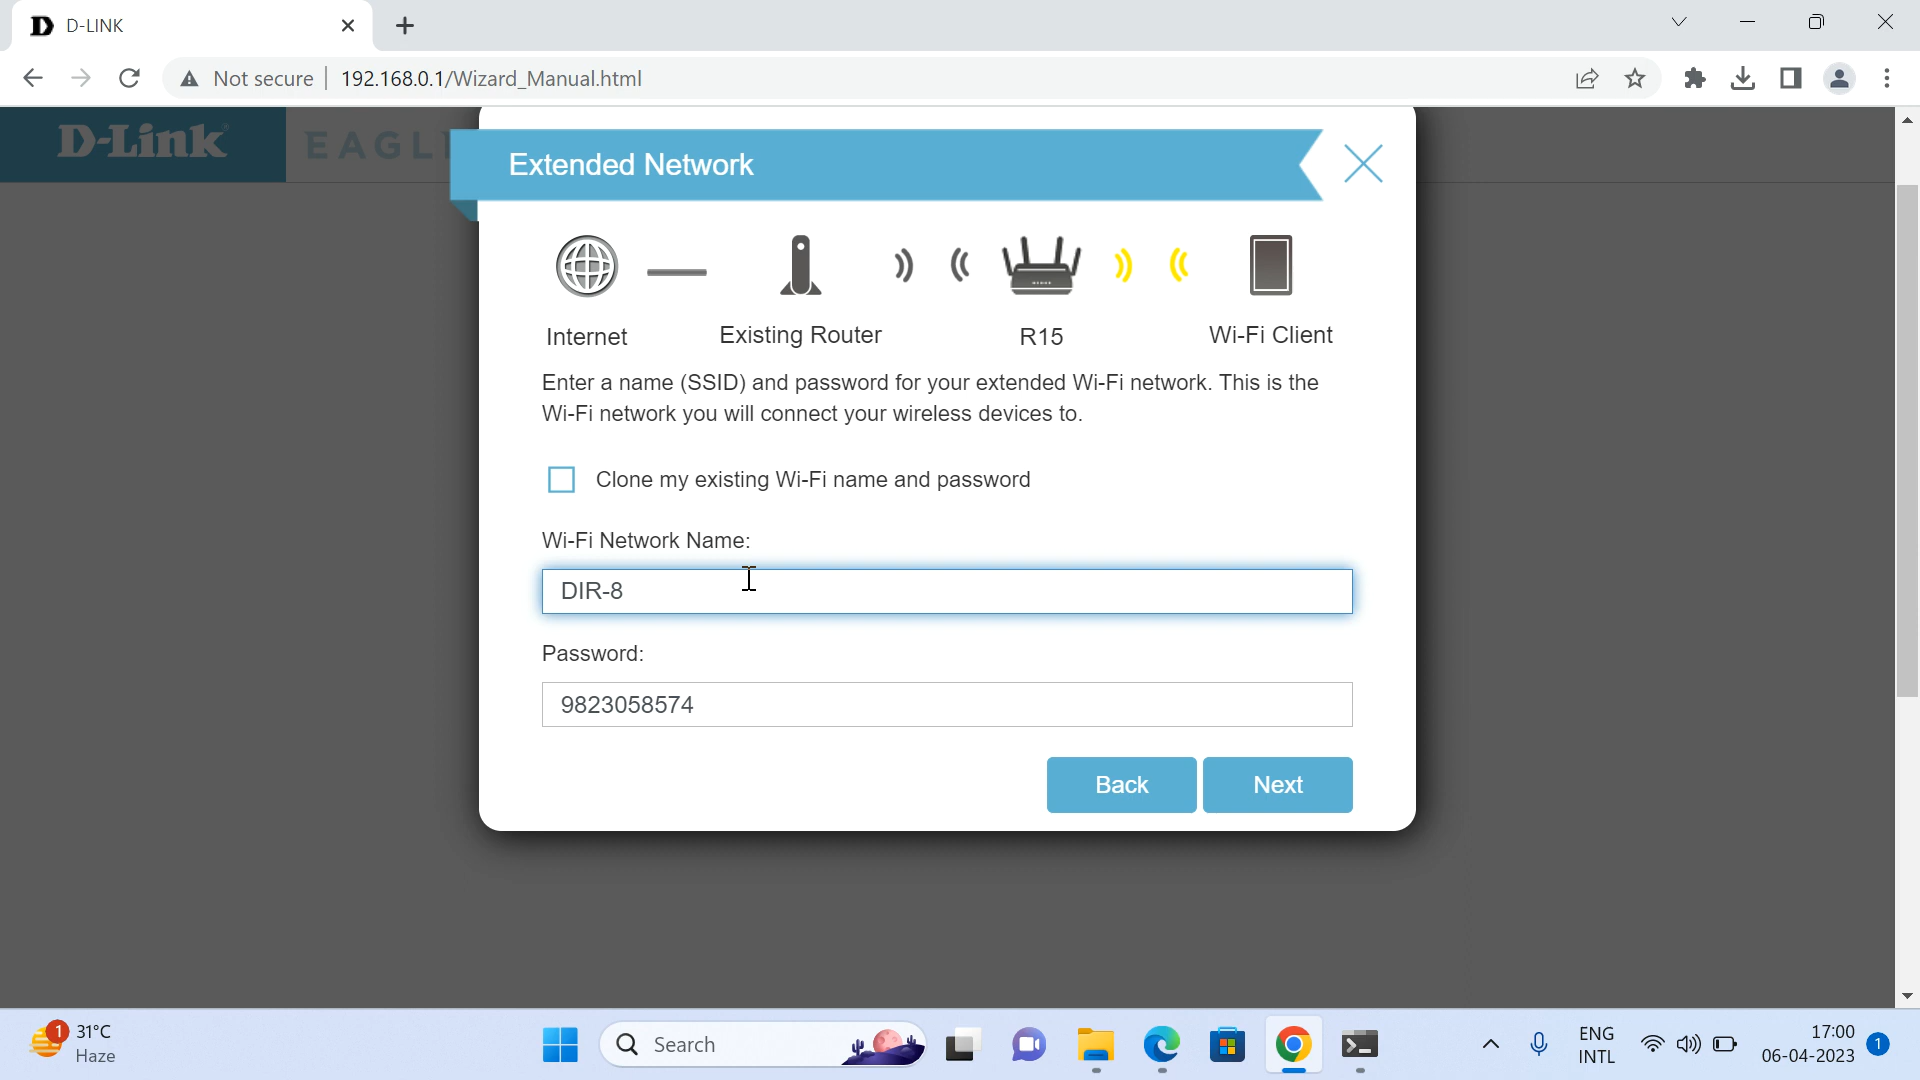 D-LINK
Not secure
192.168.0.1/Wizard_Manual.html
D-Link
Extended Network
Internet
Existing Router
R15
Wi-Fi Client
Enter a name (SSID) and password for your extended Wi-Fi network. This is the
Wi-Fi network you will connect your wireless devices to.
Clone my existing Wi-Fi name and password
Wi-Fi Network Name:
DIR-8
Password:
9823058574
Back
Next
1
31°C
Haze
Search
ENG
INTL
17:00
06-04-2023
1